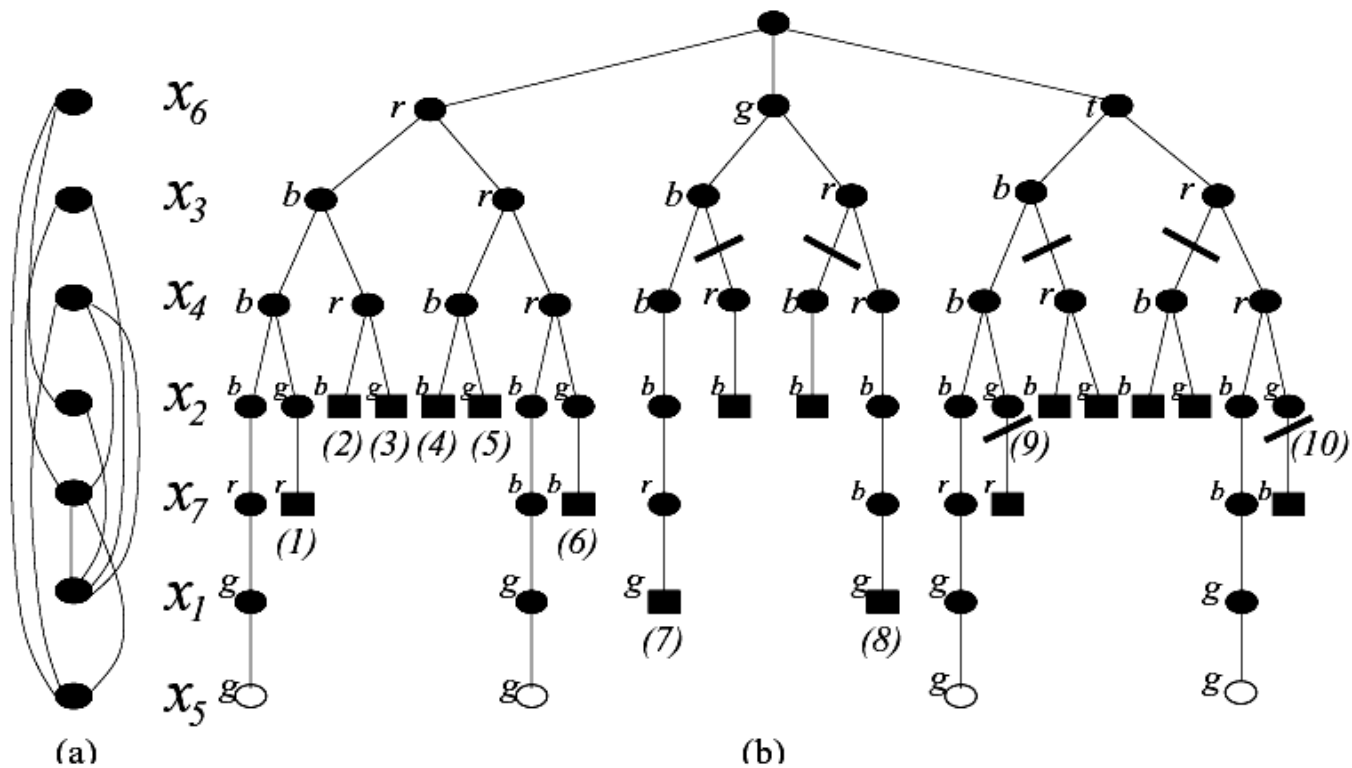 x6 r g t
x3 b r b r b r
x4 b r b r b r b r b r b r
x2 b g b g b g b g b b b b b g b g b g b g
(2) (3) (4) (5) (9) (10)
x7 r r b b r b r r b b
(1) (6)
x1 g g g g g g
(7) (8)
x5 g g g g
(a) (b)